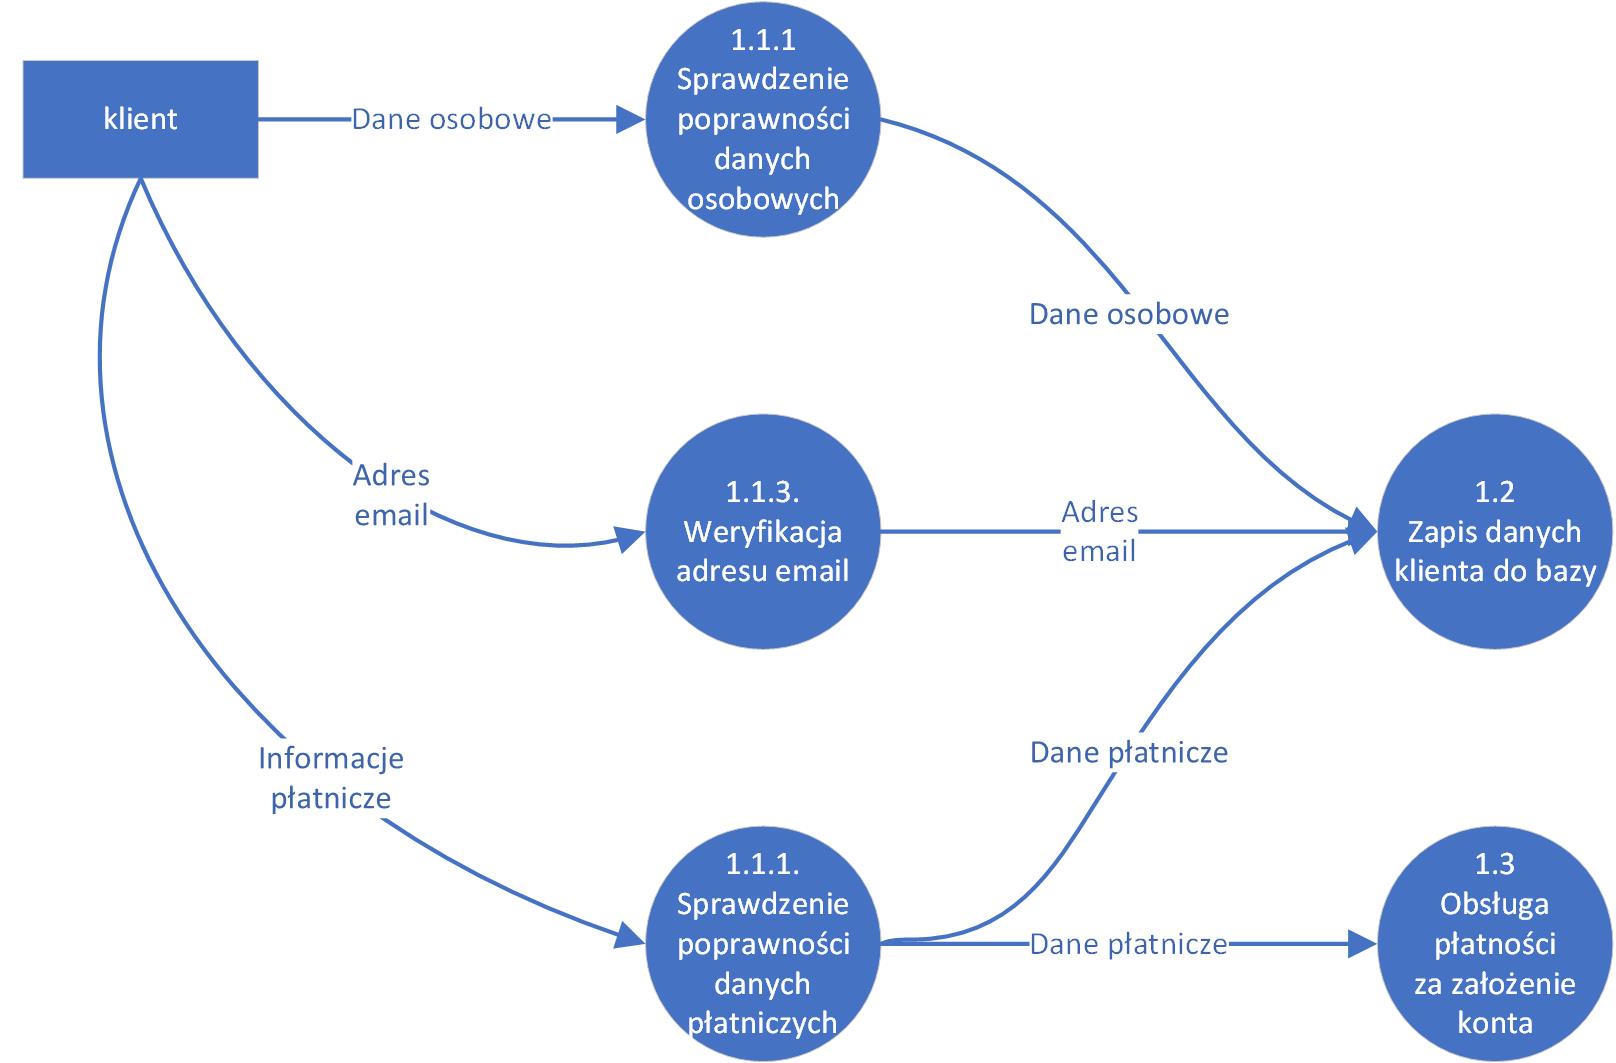 klient
Dane osobowe
1.1.1
Sprawdzenie
poprawności
danych
osobowych
Dane osobowe
Adres
email
1.1.3.
Weryfikacja
adresu email
Adres
email
1.2
Zapis danych
klienta do bazy
Informacje
płatnicze
1.1.1.
Sprawdzenie
poprawności
danych
płatniczych
Dane płatnicze
Dane płatnicze
1.3
Obsługa
płatności
za założenie
konta